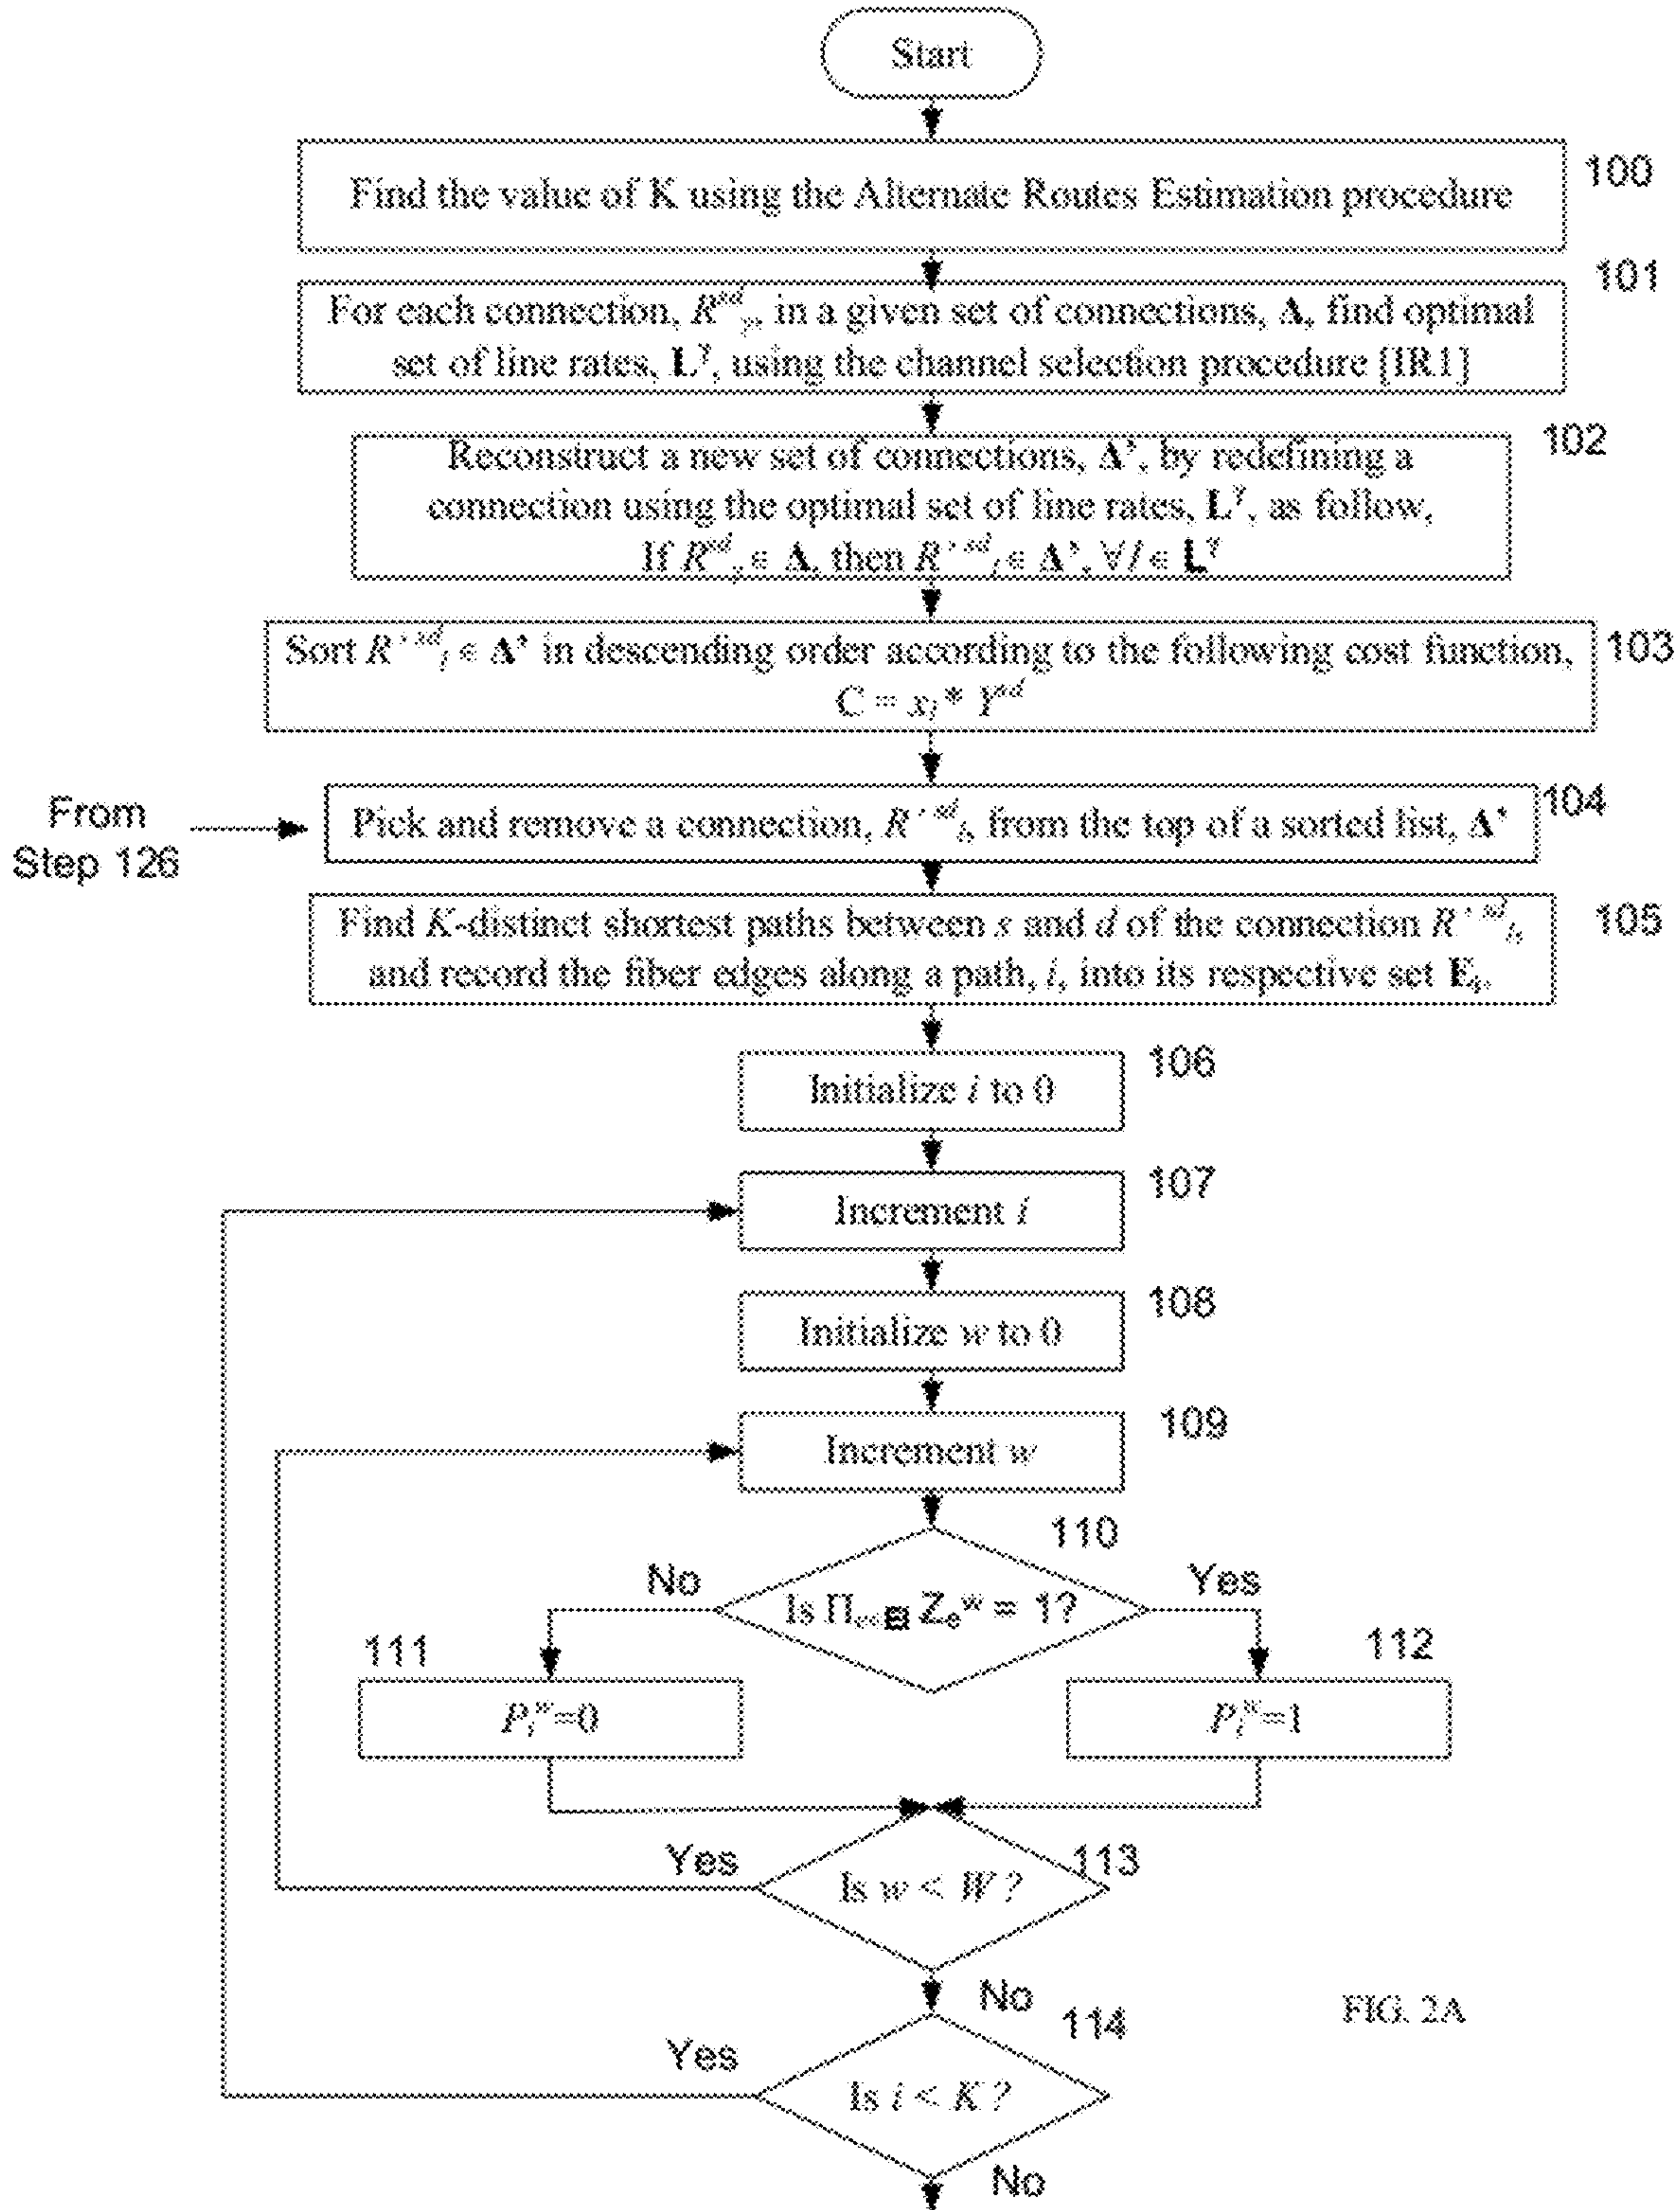 Start
100
Find the value of K using the Alternate Routes Estimation procedure
101
For each connection, R^sd_γ, in a given set of connections, Λ, find optimal
set of line rates, L^γ, using the channel selection procedure [IR1]
102
Reconstruct a new set of connections, Λ’, by redefining a
connection using the optimal set of line rates, L^γ, as follow,
If R^sd_γ ∈ Λ, then R’^sd_l ∈ Λ’, ∀l ∈ L^γ
103
Sort R’^sd_l ∈ Λ’ in descending order according to the following cost function,
C = x_l * Y^sd
From
Step 126
104
Pick and remove a connection, R’^sd_l, from the top of a sorted list, Λ’
105
Find K-distinct shortest paths between s and d of the connection R’^sd_l,
and record the fiber edges along a path, i, into its respective set E_i.
106
Initialize i to 0
107
Increment i
108
Initialize w to 0
109
Increment w
110
No
Yes
Is Π Z_e^w = 1?
111
112
P_i^w=0
P_i^w=1
Yes
113
Is w < W ?
No
114
Yes
Is i < K ?
No
FIG. 2A